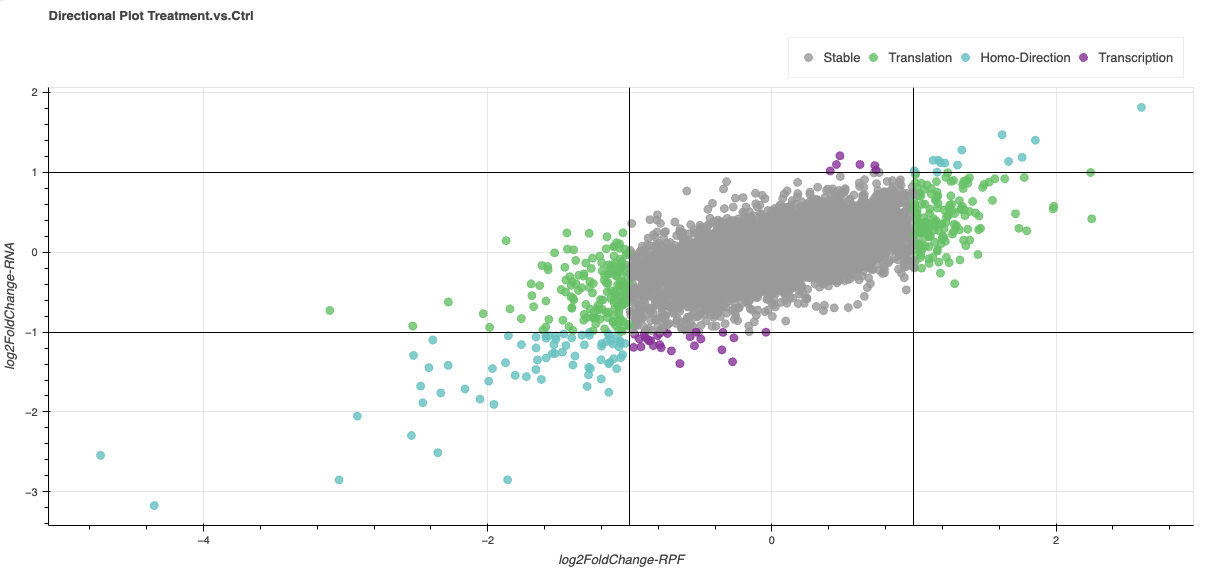 Directional Plot Treatment.vs.Ctrl
Stable Translation Homo-Direction Transcription
2
1
0
−1
−2
−3
log2FoldChange-RNA
−4 −2 0 2
log2FoldChange-RPF